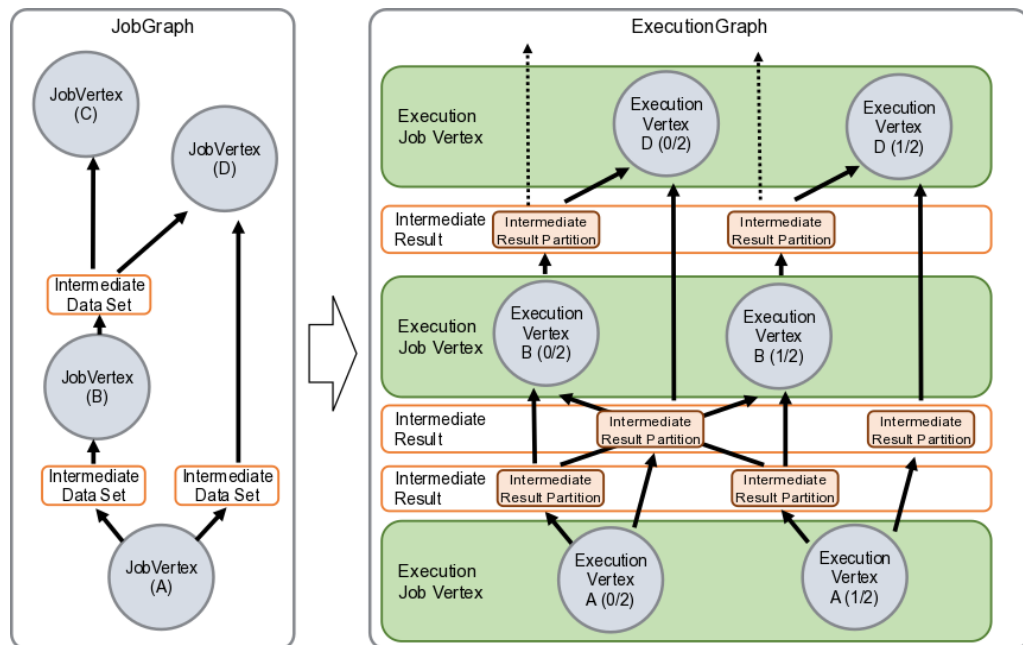 JobGraph
JobVertex
(C)
JobVertex
(D)
Intermediate
Data Set
JobVertex
(B)
Intermediate
Data Set
Intermediate
Data Set
JobVertex
(A)
ExecutionGraph
Execution
Job Vertex
Execution
Vertex
D (0/2)
Execution
Vertex
D (1/2)
Intermediate
Result
Intermediate
Result Partition
Intermediate
Result Partition
Execution
Job Vertex
Execution
Vertex
B (0/2)
Execution
Vertex
B (1/2)
Intermediate
Result
Intermediate
Result Partition
Intermediate
Result Partition
Intermediate
Result
Intermediate
Result Partition
Intermediate
Result Partition
Execution
Job Vertex
Execution
Vertex
A (0/2)
Execution
Vertex
A (1/2)